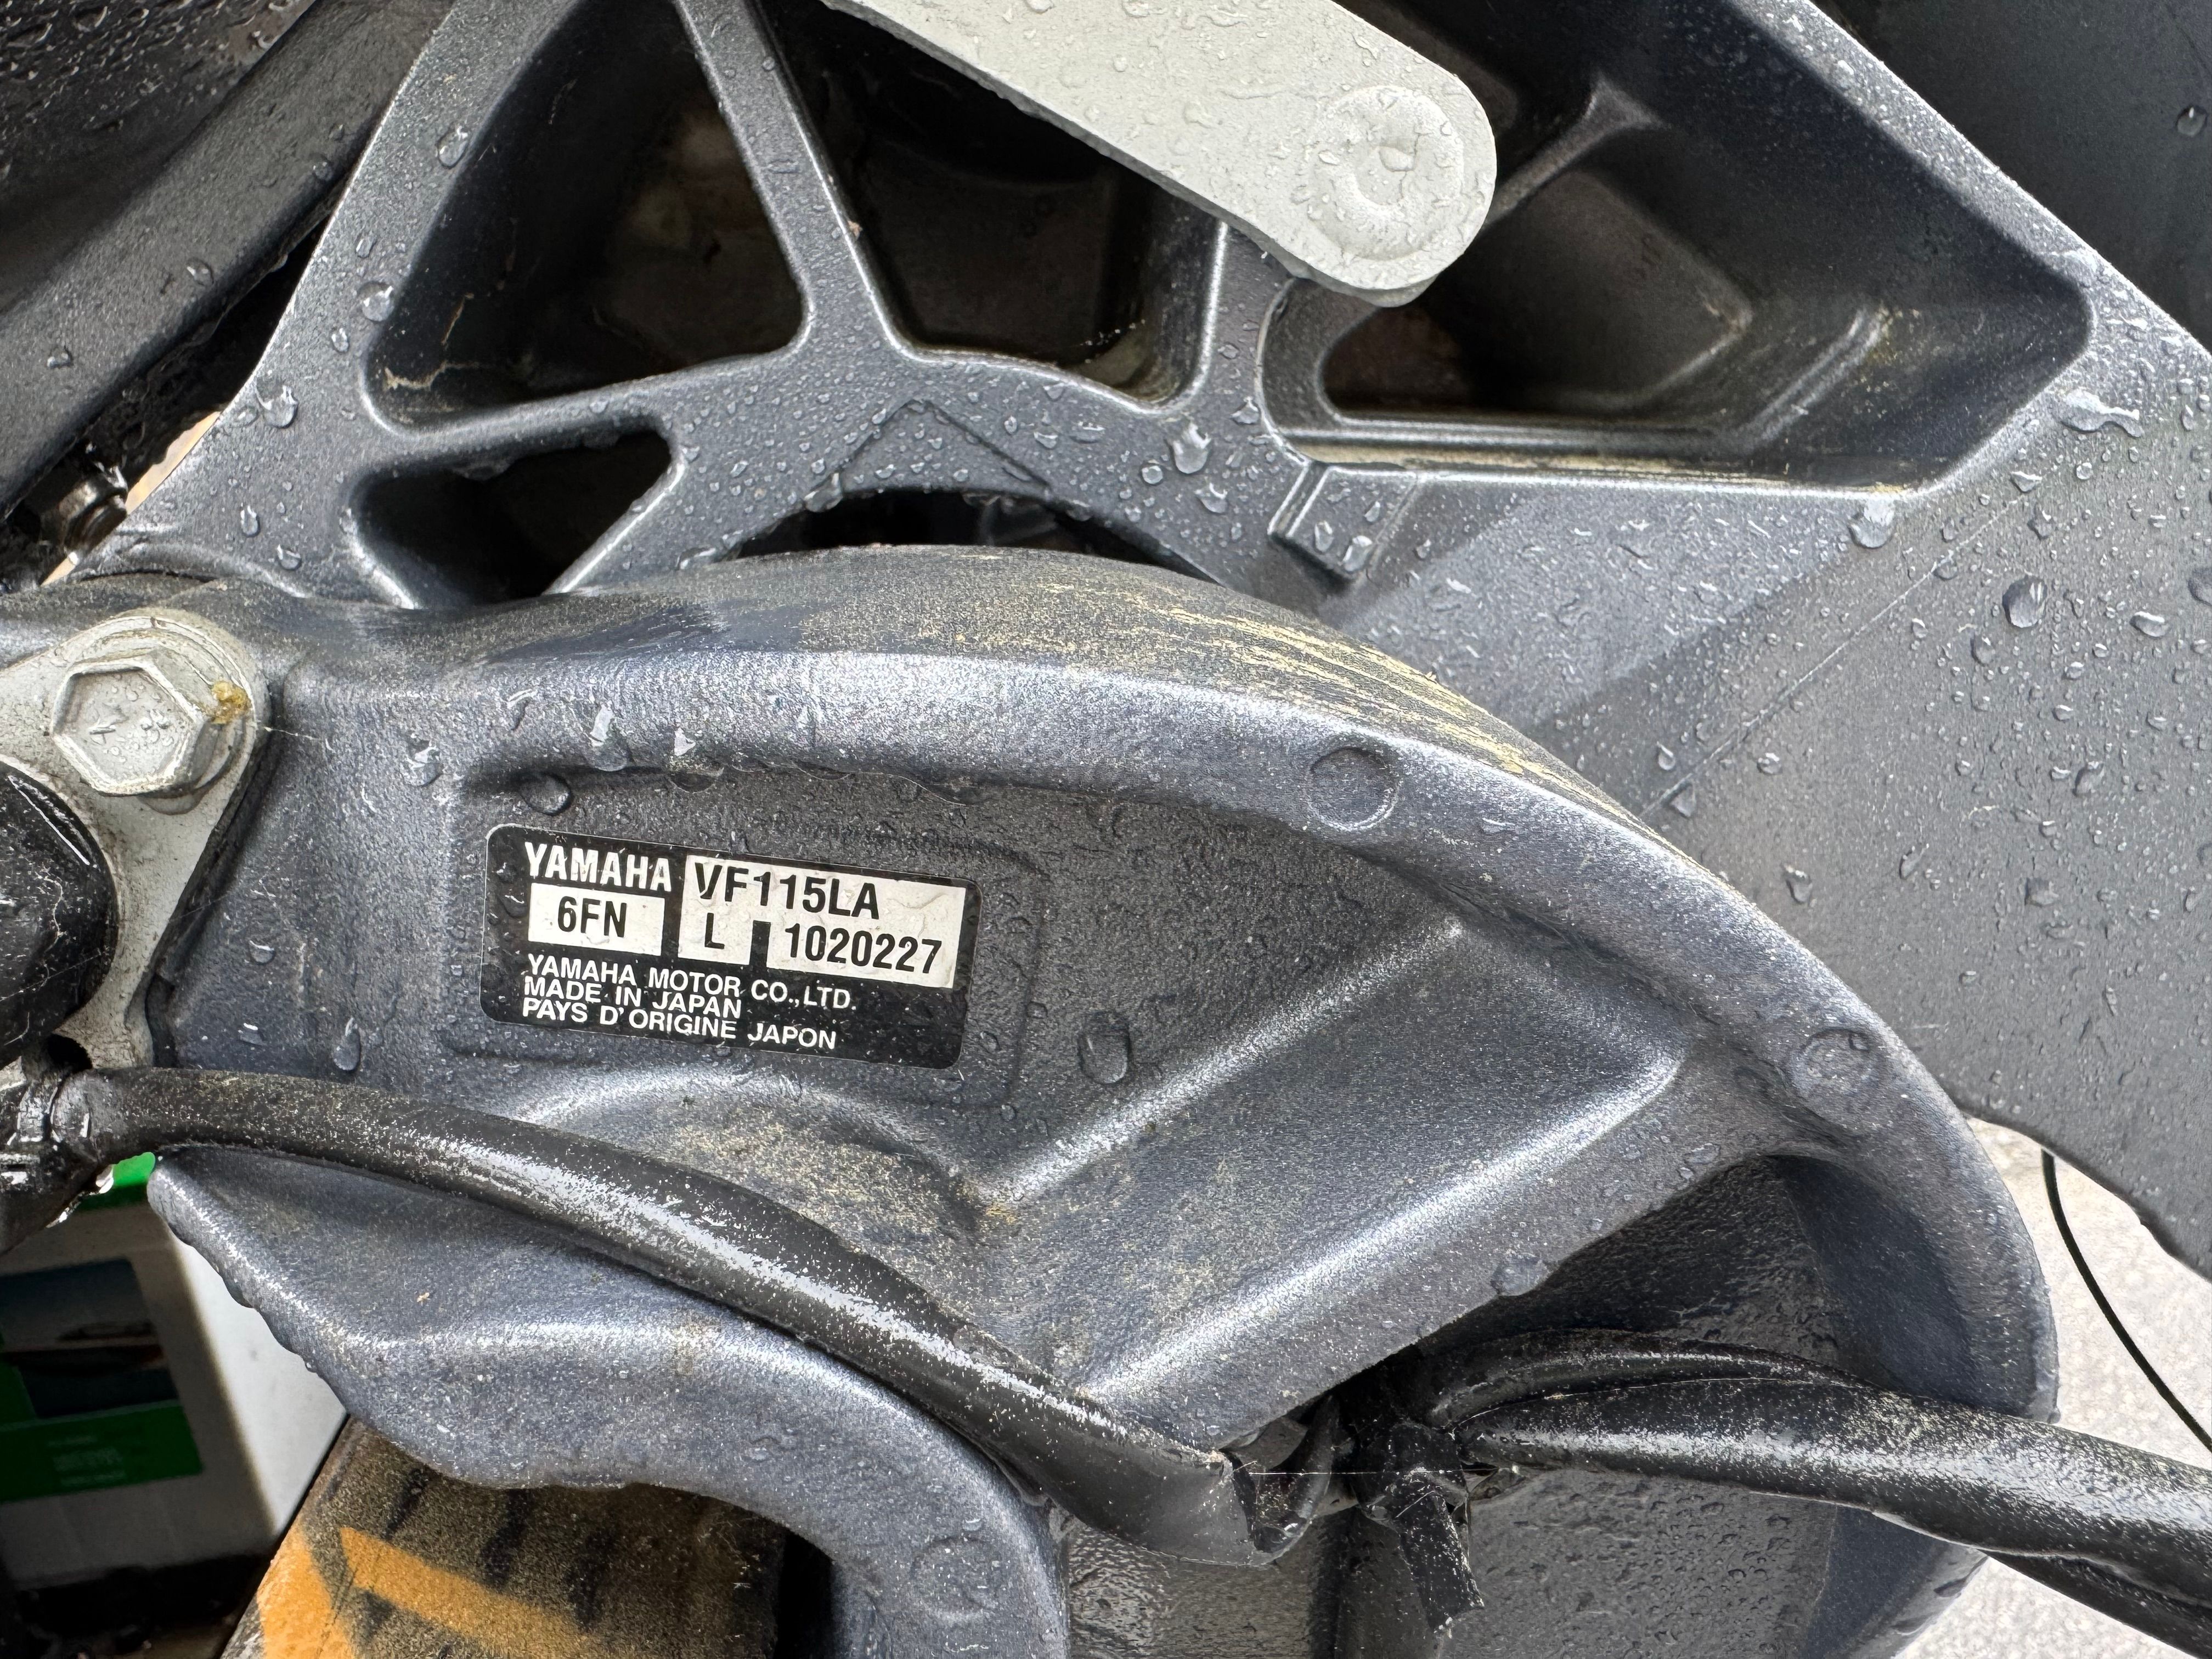 YAMAHA VF115LA
6FN L 1020227
YAMAHA MOTOR CO.,LTD.
MADE IN JAPAN
PAYS D'ORIGINE JAPON